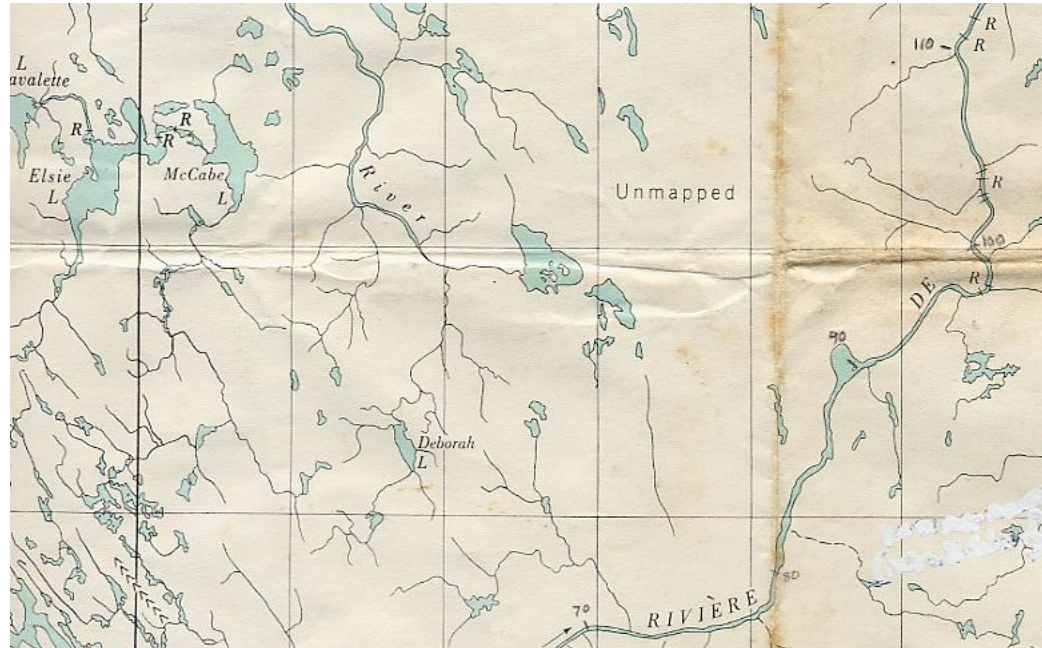 110
R
R
L
avalette
R
R
R
Elsie
L
McCabe
L
River
Unmapped
R
100
R
DE
90
Deborah
L
80
70
RIVIÈRE